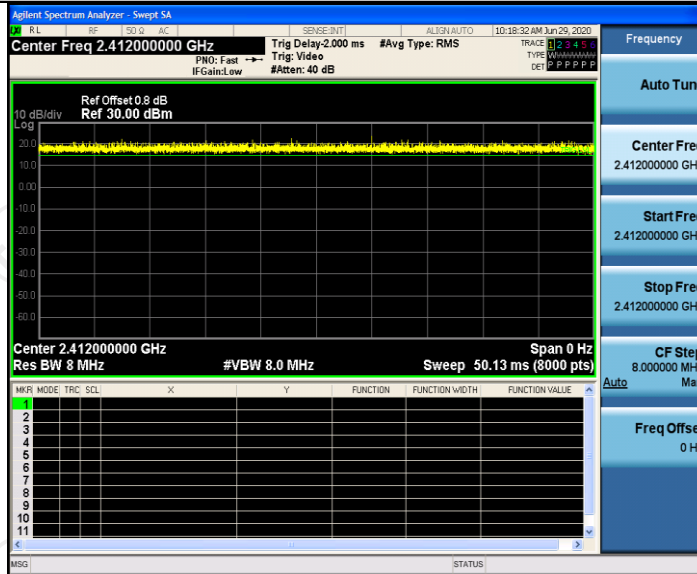 Agilent Spectrum Analyzer - Swept SA
RL RF 50 Ω AC SENSE:INT ALIGN AUTO 10:18:32 AM Jun 29, 2020
Center Freq 2.412000000 GHz
Trig Delay-2.000 ms #Avg Type: RMS TRACE 1 2 3 4 5 6
PNO: Fast Trig: Video TYPE
IFGain:Low #Atten: 40 dB DET P P P P P P
Ref Offset 0.8 dB
10 dB/div Ref 30.00 dBm
Log
20.0
10.0
0.00
-10.0
-20.0
-30.0
-40.0
-50.0
-60.0
Center 2.412000000 GHz Span 0 Hz
Res BW 8 MHz #VBW 8.0 MHz Sweep 50.13 ms (8000 pts)
MKR MODE TRC SCL X Y FUNCTION FUNCTION WIDTH FUNCTION VALUE
1
2
3
4
5
6
7
8
9
10
11
MSG STATUS
Frequency
Auto Tun
Center Fre
2.412000000 GH
Start Fre
2.412000000 GH
Stop Fre
2.412000000 GH
CF Ste
8.000000 MH
Auto Ma
Freq Offse
0 H